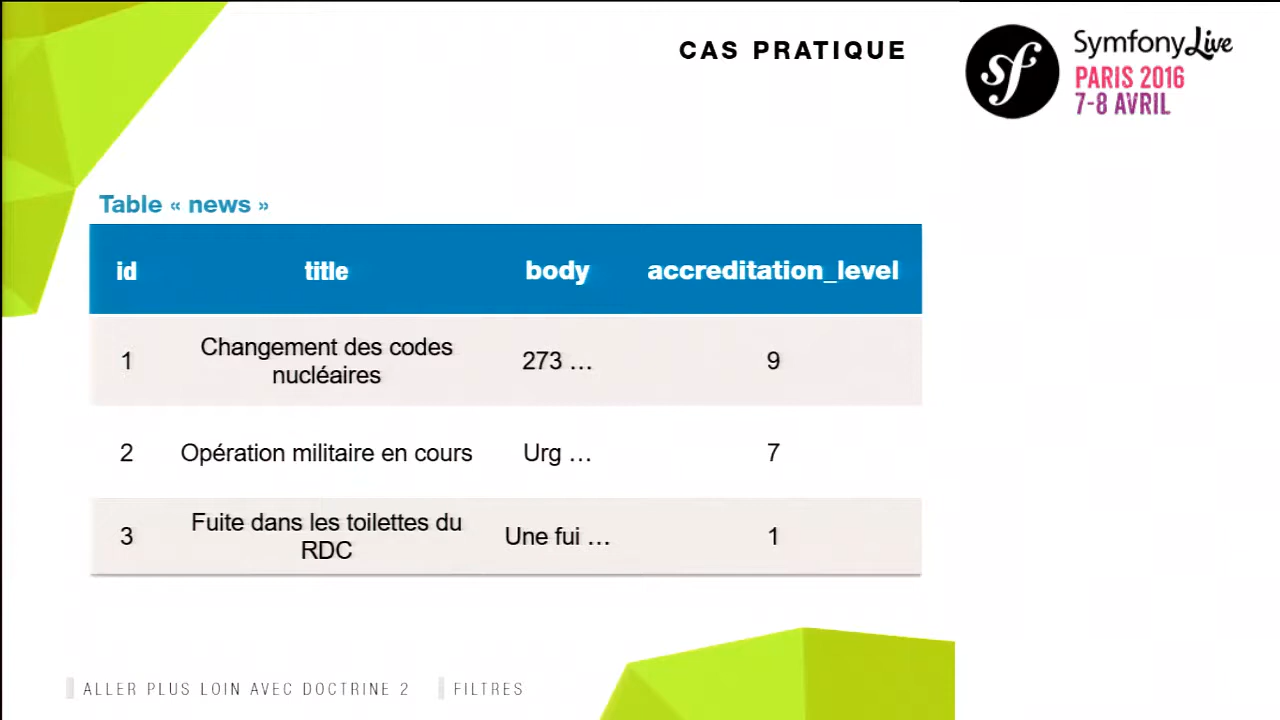 CAS PRATIQUE
SymfonyLive
PARIS 2016
7-8 AVRIL
sf
Table « news »
id title body accreditation_level
1 Changement des codes nucléaires 273 … 9
2 Opération militaire en cours Urg … 7
3 Fuite dans les toilettes du RDC Une fui … 1
ALLER PLUS LOIN AVEC DOCTRINE 2 FILTRES